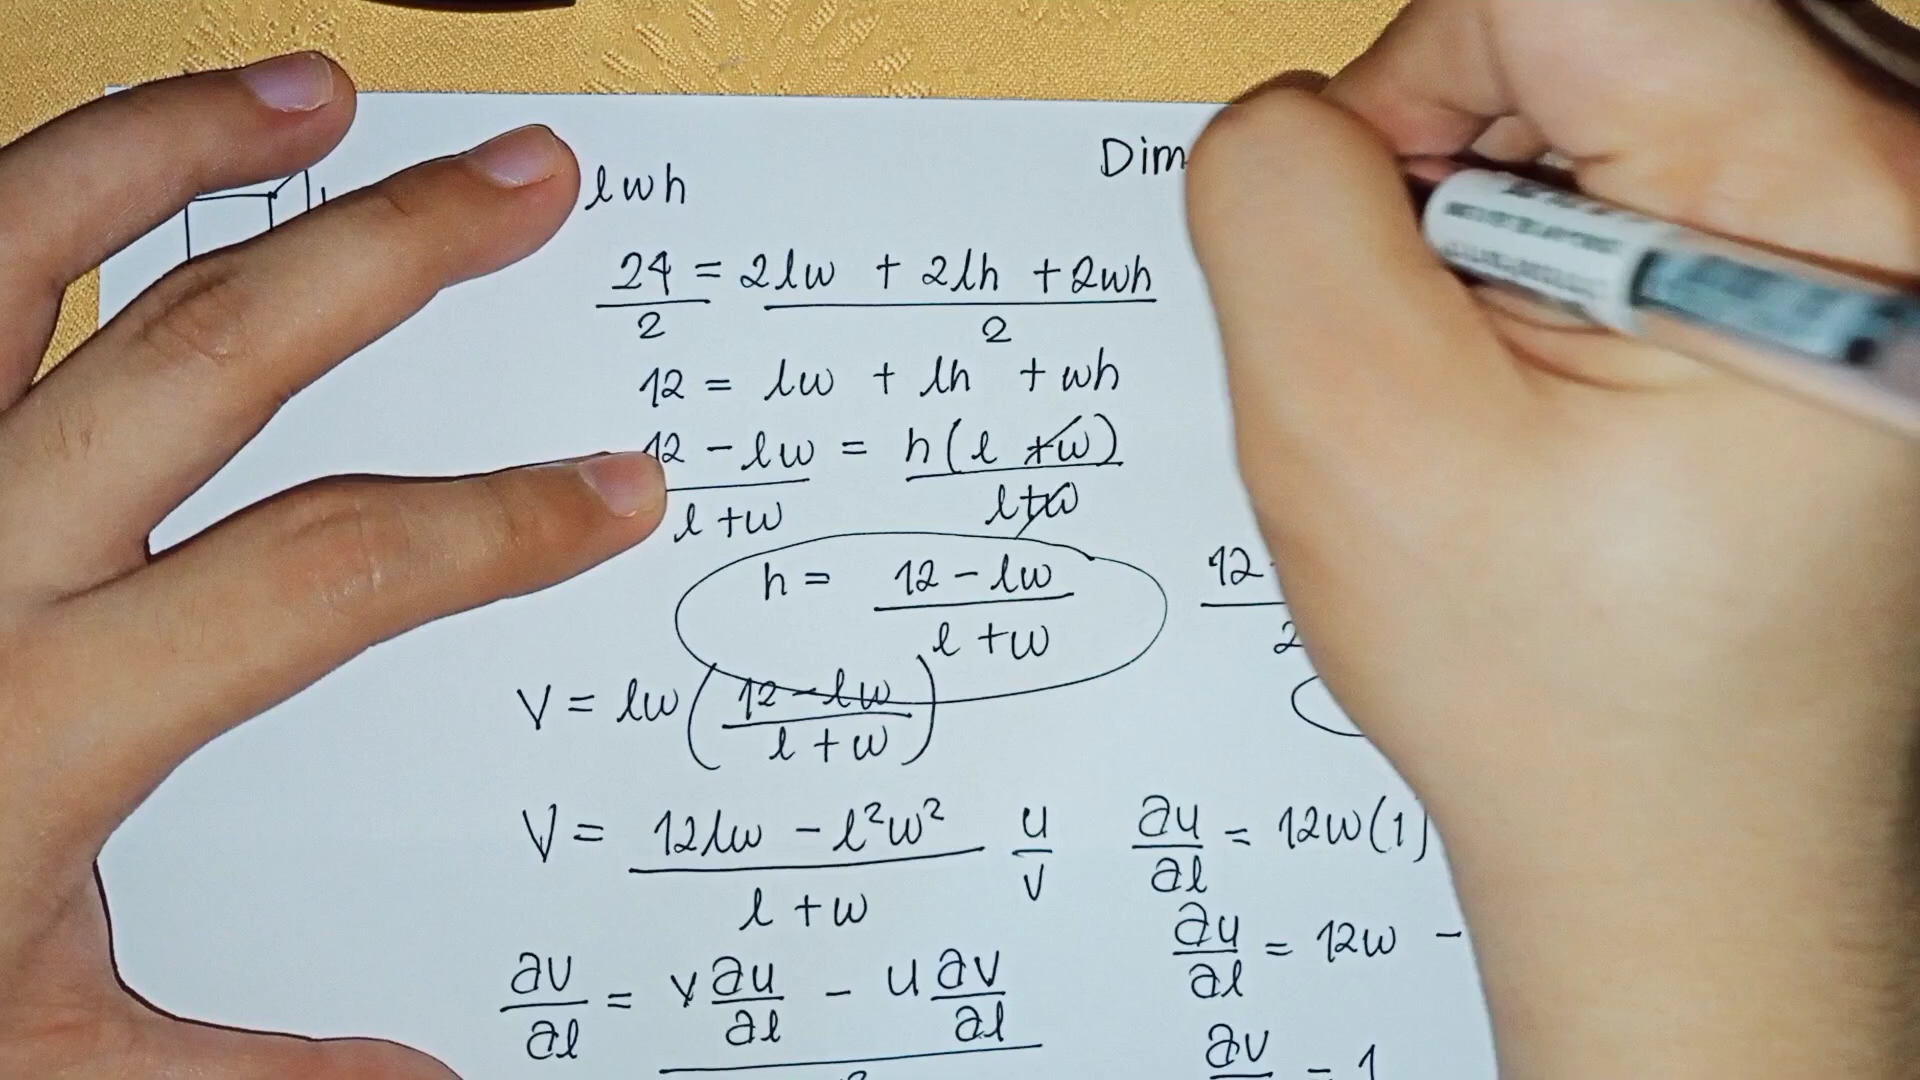 lwh
Dim
24/2 = (2lw + 2lh + 2wh)/2
12 = lw + lh + wh
(12 - lw)/(l + w) = h(l + w)/(l + w)
h = (12 - lw)/(l + w)
12
2
V = lw((12 - lw)/(l + w))
V = (12lw - l²w²)/(l + w) u/v
∂u/∂l = 12w(1)
∂u/∂l = 12w -
∂V/∂l = v ∂u/∂l - u ∂v/∂l
∂v = 1